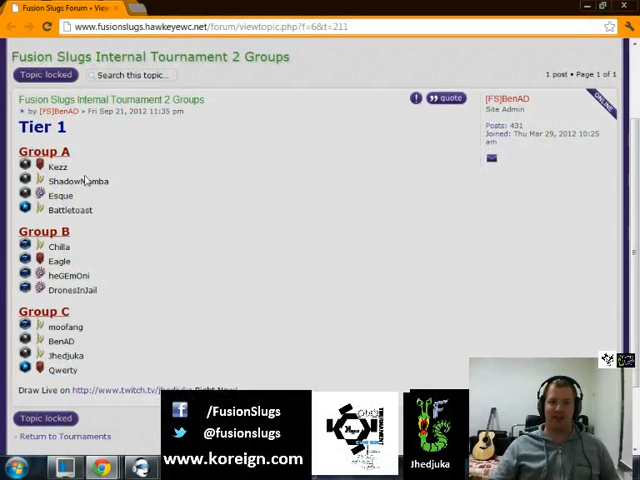 Fusion Slugs Forum • View
www.fusionslugs.hawkeyewc.net/forum/viewtopic.php?f=6&t=211
Fusion Slugs Internal Tournament 2 Groups
Topic locked
Search this topic...
1 post • Page 1 of 1
Fusion Slugs Internal Tournament 2 Groups
by [FS]BenAD » Fri Sep 21, 2012 11:35 pm
quote
[FS]BenAD
Site Admin
ONLINE
Posts: 431
Joined: Thu Mar 29, 2012 10:25
am
Tier 1
Group A
Kezz
Esque
Battletoast
Group B
Chilla
Eagle
heGEmOni
DronesInJail
Group C
moofang
BenAD
Jhedjuka
Qwerty
Draw Live on http://www.twitch.tv/jhedjuka Right Now!
Topic locked
Return to Tournaments
/FusionSlugs
@fusionslugs
www.koreign.com
Jhedjuka